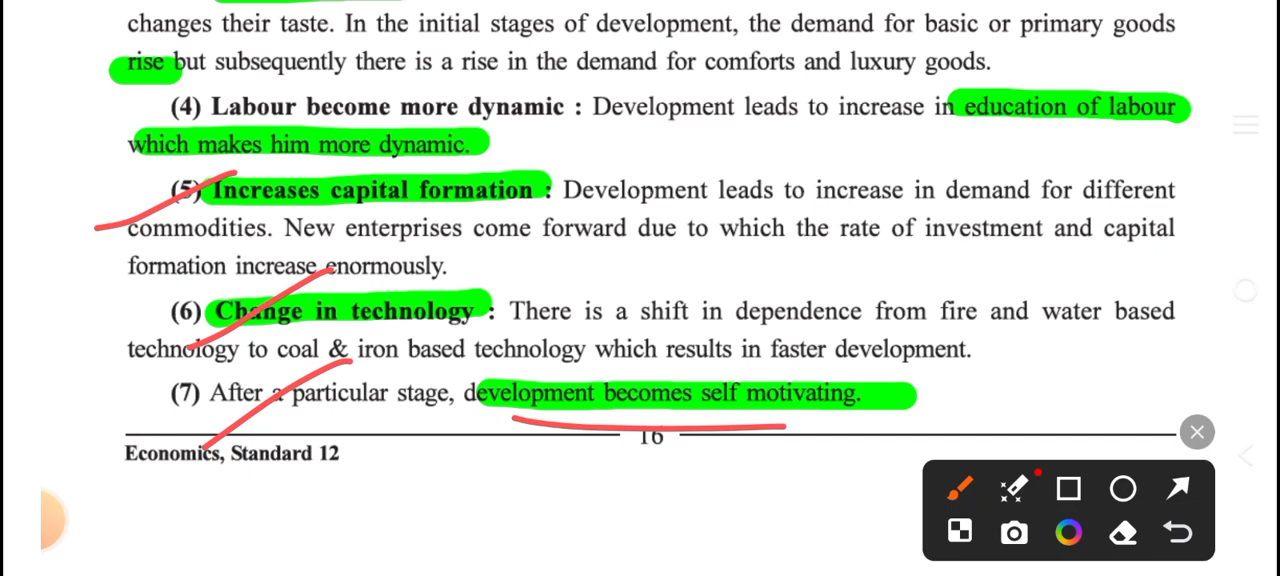 changes their taste. In the initial stages of development, the demand for basic or primary goods
rise but subsequently there is a rise in the demand for comforts and luxury goods.
(4) Labour become more dynamic : Development leads to increase in education of labour
which makes him more dynamic.
(5) Increases capital formation : Development leads to increase in demand for different
commodities. New enterprises come forward due to which the rate of investment and capital
formation increase enormously.
(6) Change in technology : There is a shift in dependence from fire and water based
technology to coal & iron based technology which results in faster development.
(7) After a particular stage, development becomes self motivating.
16
Economics, Standard 12